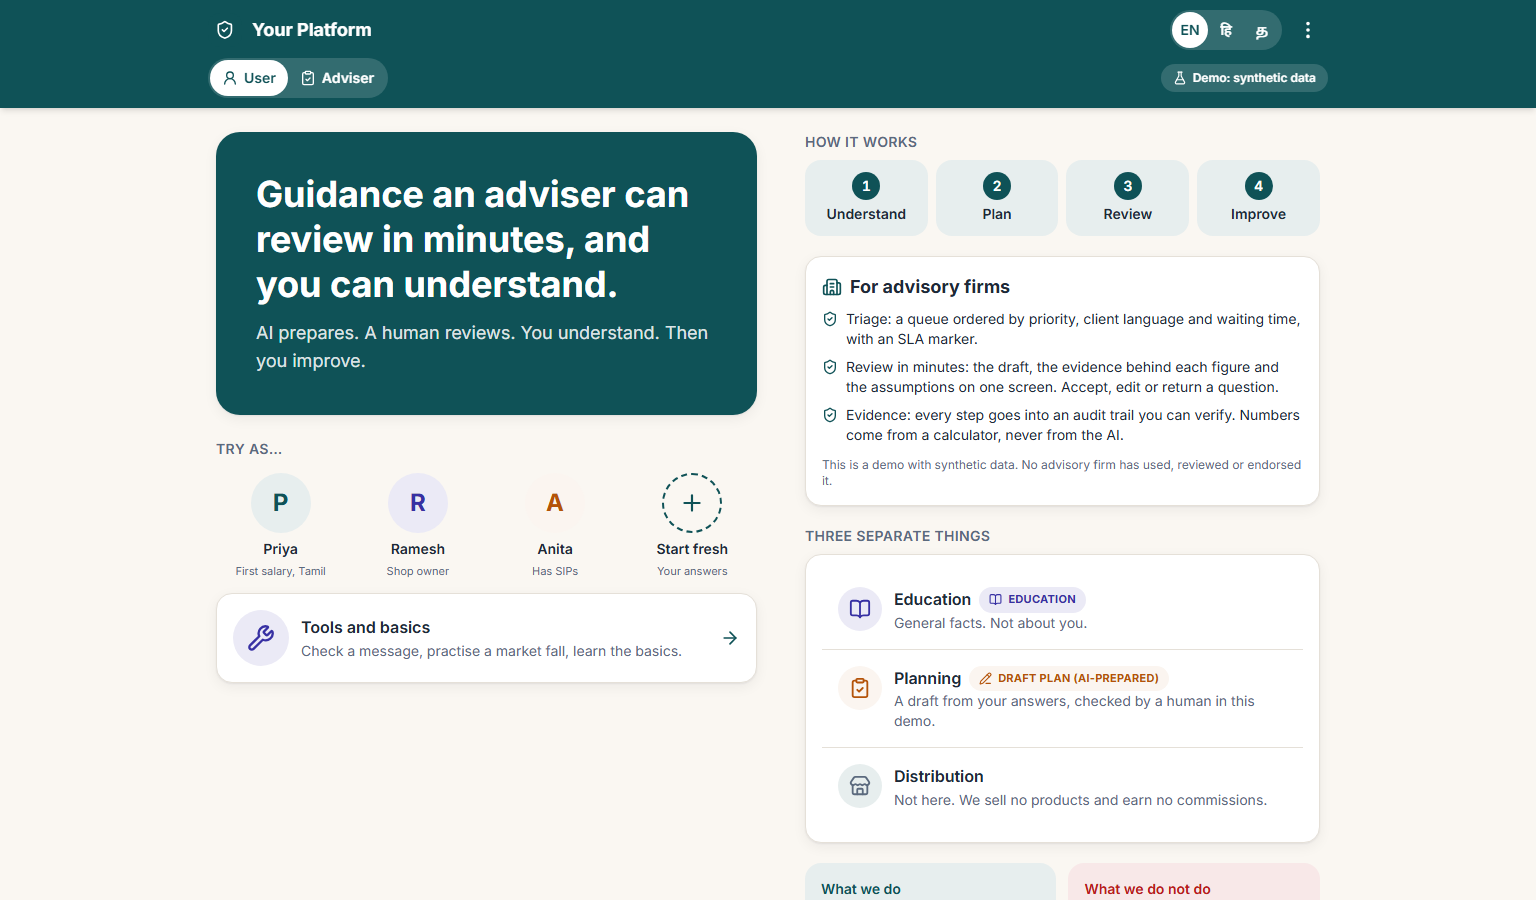 Your Platform
EN हि த
User Adviser
Demo: synthetic data
Guidance an adviser can
review in minutes, and
you can understand.
AI prepares. A human reviews. You understand. Then
you improve.
TRY AS...
P R A
Priya Ramesh Anita Start fresh
First salary, Tamil Shop owner Has SIPs Your answers
Tools and basics
Check a message, practise a market fall, learn the basics.
HOW IT WORKS
1 2 3 4
Understand Plan Review Improve
For advisory firms
Triage: a queue ordered by priority, client language and waiting time,
with an SLA marker.
Review in minutes: the draft, the evidence behind each figure and
the assumptions on one screen. Accept, edit or return a question.
Evidence: every step goes into an audit trail you can verify. Numbers
come from a calculator, never from the AI.
This is a demo with synthetic data. No advisory firm has used, reviewed or endorsed
it.
THREE SEPARATE THINGS
Education EDUCATION
General facts. Not about you.
Planning DRAFT PLAN (AI-PREPARED)
A draft from your answers, checked by a human in this
demo.
Distribution
Not here. We sell no products and earn no commissions.
What we do What we do not do